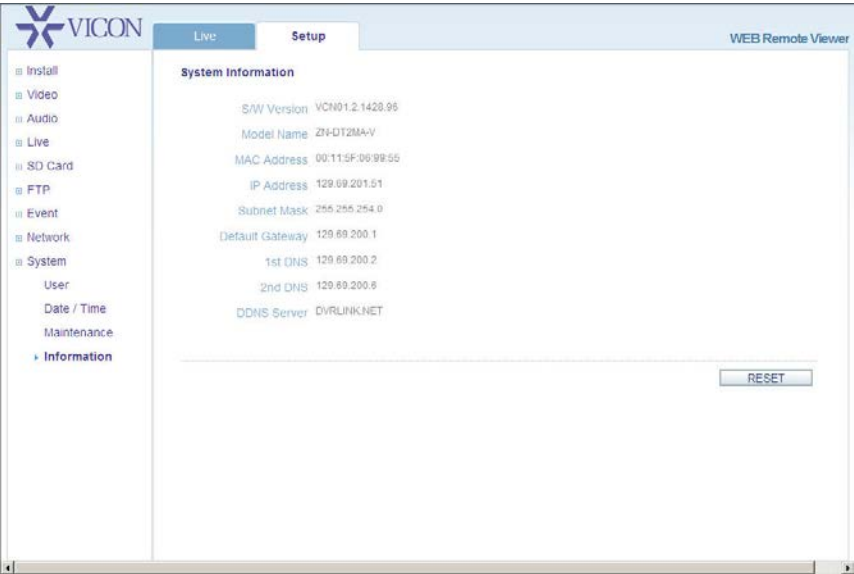 VICON
Live
Setup
WEB Remote Viewer
Install
Video
Audio
Live
SD Card
FTP
Event
Network
System
User
Date / Time
Maintenance
Information
System Information
S/W Version VCN01.2.1428.95
Model Name ZN-DT2MA-V
MAC Address 00:11:5F:06:99:55
IP Address 129.69.201.51
Subnet Mask 255.255.254.0
Default Gateway 129.69.200.1
1st DNS 129.69.200.2
2nd DNS 129.69.200.6
DDNS Server DVRLINK.NET
RESET